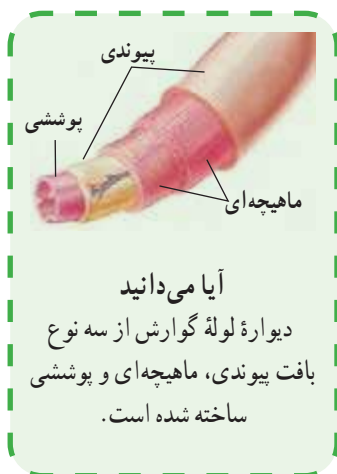 پیوندی
پوششی
ماهیچه‌ای
آیا می‌دانید
دیوارهٔ لولهٔ گوارش از سه نوع
بافت پیوندی، ماهیچه‌ای و پوششی
ساخته شده است.